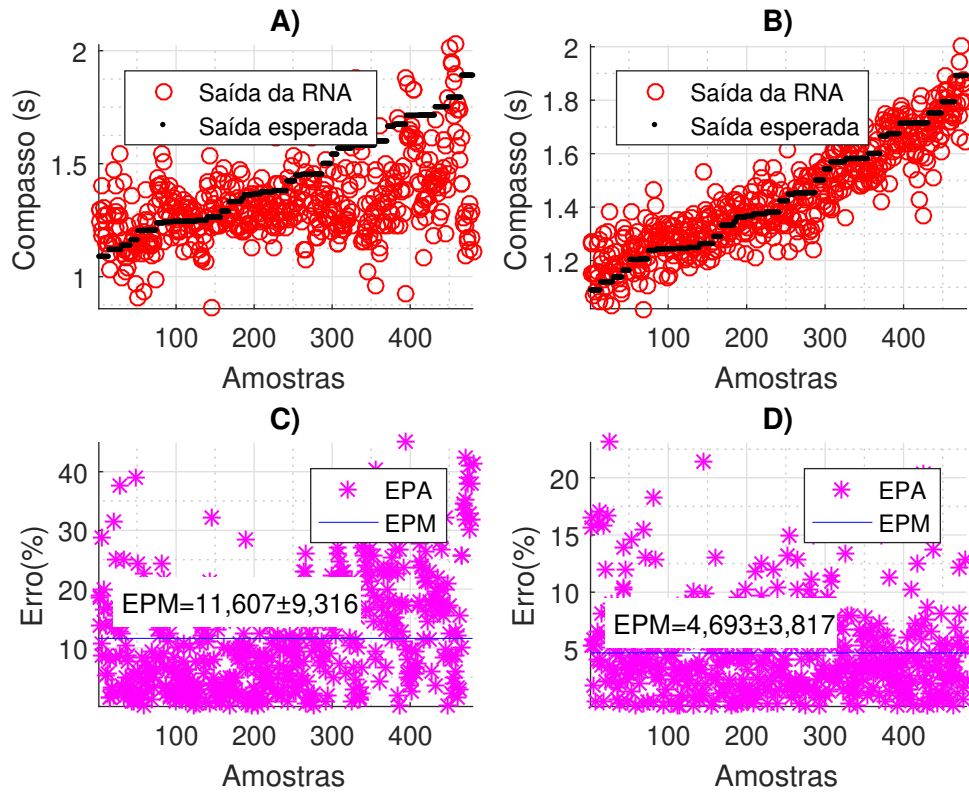 A)
2
1.5
1
Compasso (s)
Saída da RNA
Saída esperada
100
200
300
400
Amostras
B)
2
1.8
1.6
1.4
1.2
Compasso (s)
Saída da RNA
Saída esperada
100
200
300
400
Amostras
C)
40
30
20
10
Erro(%)
EPA
EPM
EPM=11,607±9,316
100
200
300
400
Amostras
D)
20
15
10
5
Erro(%)
EPA
EPM
EPM=4,693±3,817
100
200
300
400
Amostras